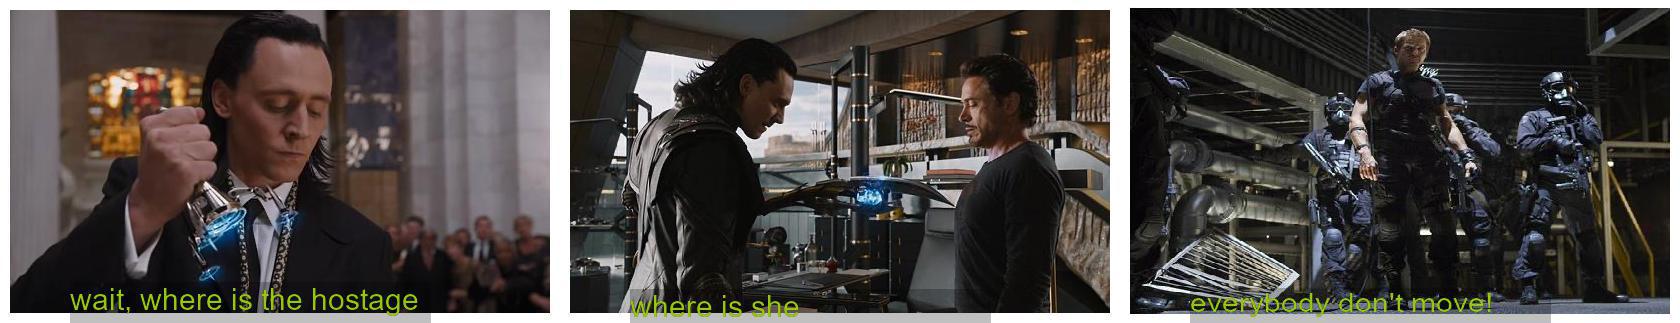 wait, where is the hostage
where is she
everybody don't move!